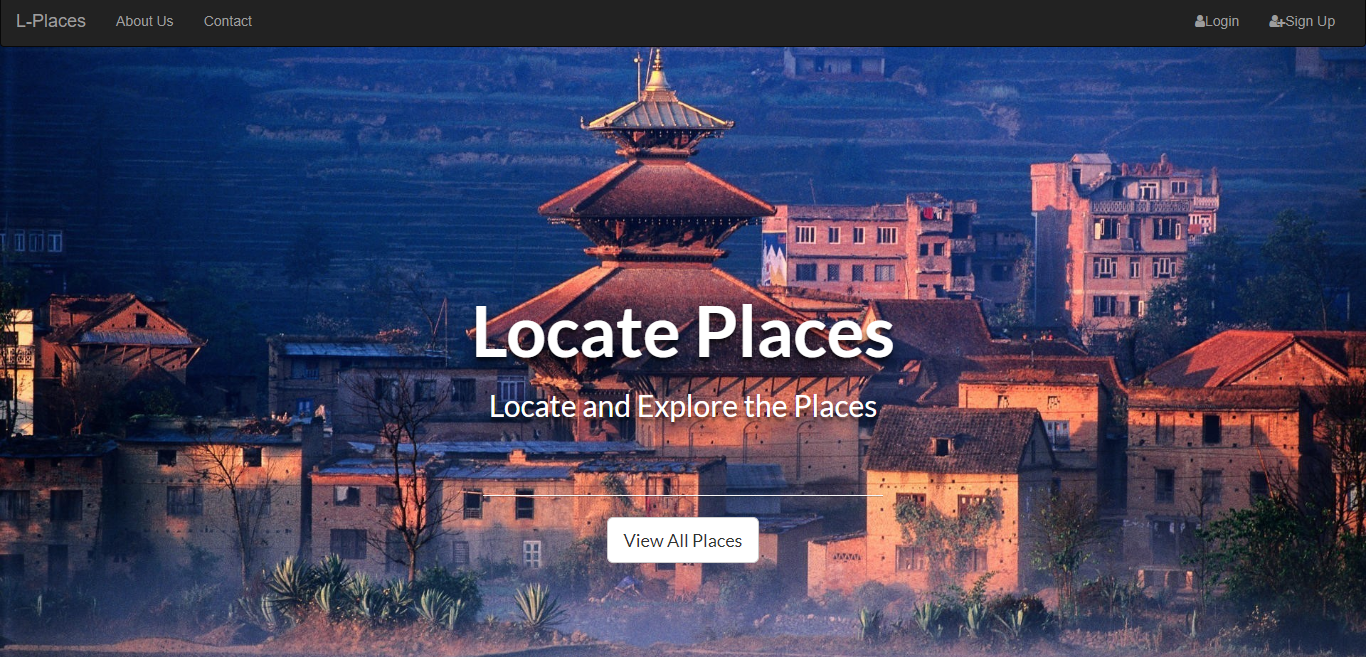 L-Places About Us Contact Login Sign Up
Locate Places
Locate and Explore the Places
View All Places